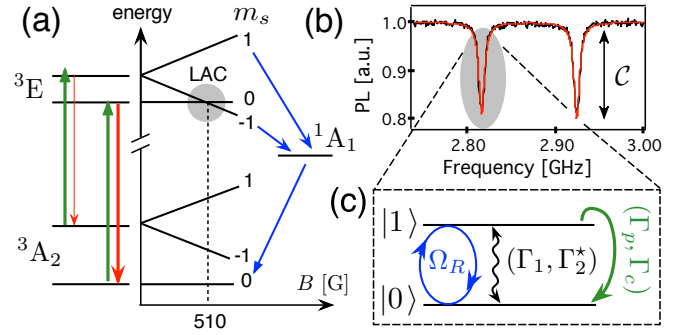 (a)
energy
m_s
1
LAC
0
-1
³E
¹A₁
1
³A₂
-1
0
B [G]
510
(b)
PL [a.u.]
1.0
0.9
0.8
C
2.80
2.90
3.00
Frequency [GHz]
(c)
|1⟩
|0⟩
Ω_R
(Γ₁, Γ₂*)
(Γ_p, Γ_c)